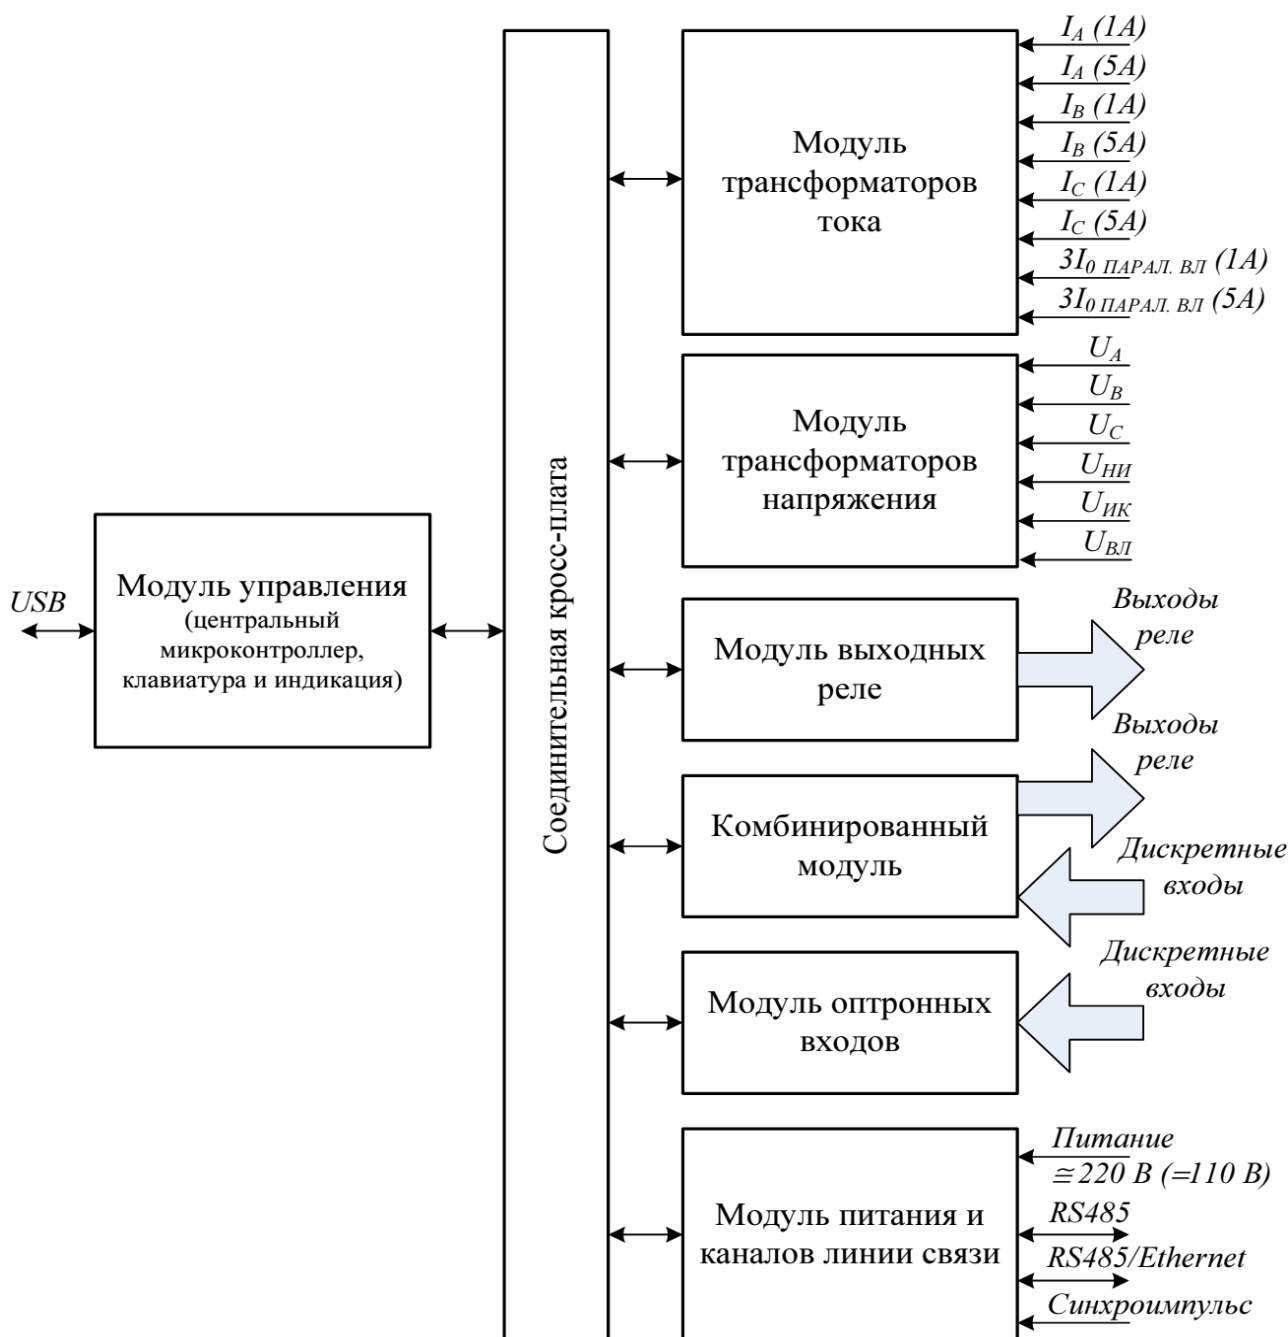 USB
Модуль управления
(центральный
микроконтроллер,
клавиатура и индикация)
Соединительная кросс-плата
Модуль
трансформаторов
тока
I_A (1A)
I_A (5A)
I_B (1A)
I_B (5A)
I_C (1A)
I_C (5A)
3I_0 ПАРАЛ. ВЛ (1A)
3I_0 ПАРАЛ. ВЛ (5A)
Модуль
трансформаторов
напряжения
U_A
U_B
U_C
U_НИ
U_ИК
U_ВЛ
Модуль выходных
реле
Выходы
реле
Комбинированный
модуль
Выходы
реле
Дискретные
входы
Модуль оптронных
входов
Дискретные
входы
Модуль питания и
каналов линии связи
Питание
≅220 В (=110 В)
RS485
RS485/Ethernet
Синхроимпульс